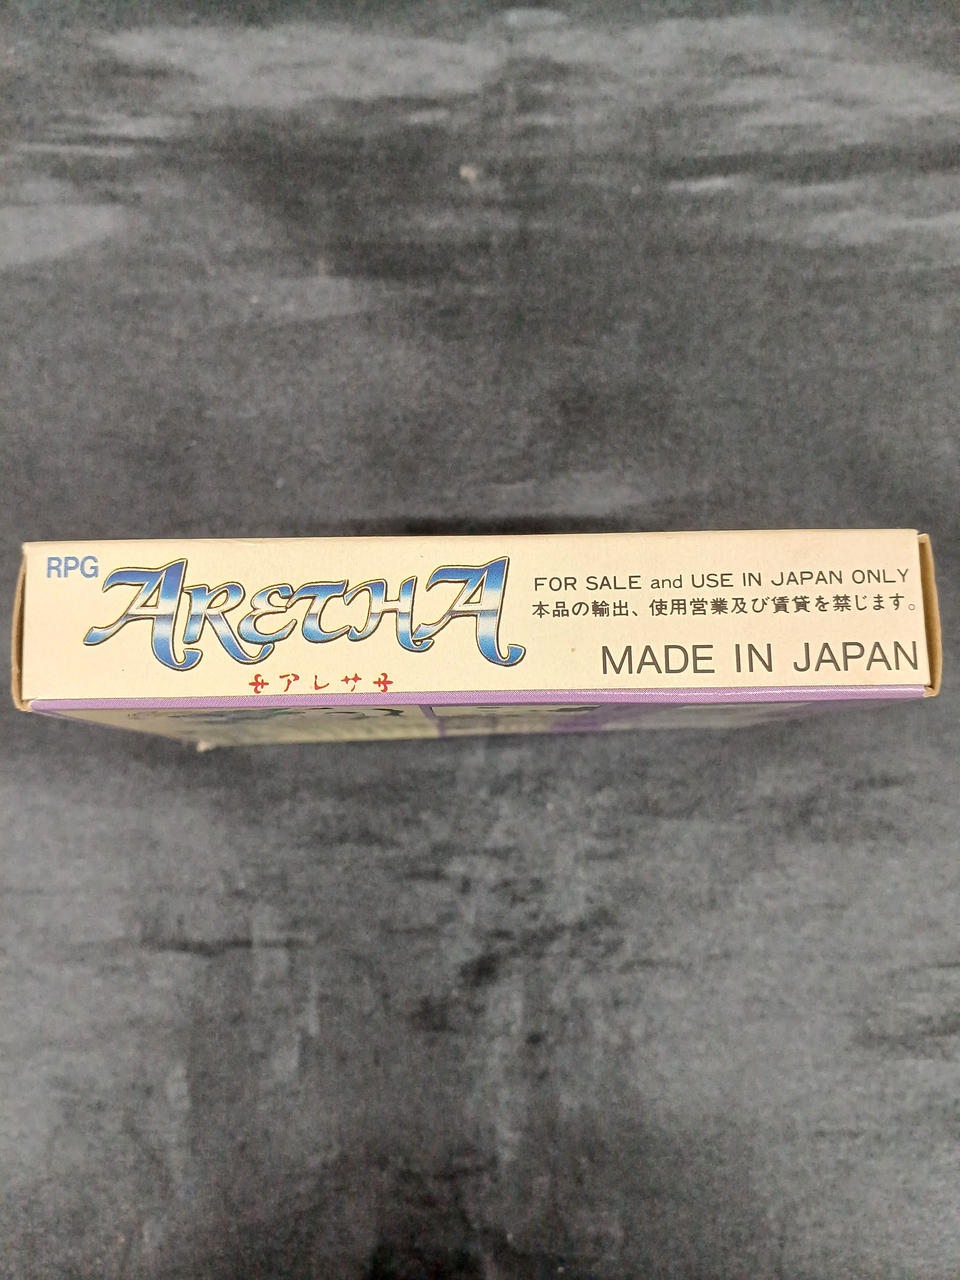 RPG
ARETHA
アレサ
FOR SALE and USE IN JAPAN ONLY
本品の輸出、使用営業及び賃貸を禁じます。
MADE IN JAPAN